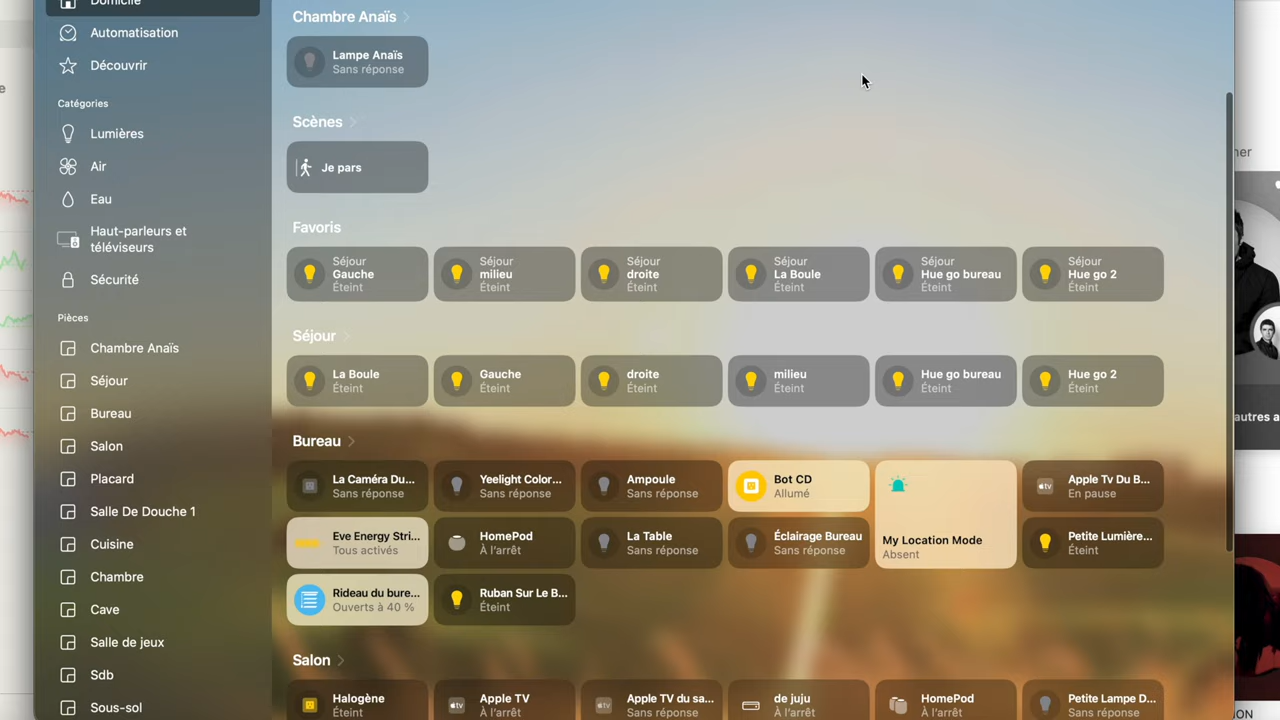 Domicile
Automatisation
Découvrir
Catégories
Lumières
Air
Eau
Haut-parleurs et
téléviseurs
Sécurité
Pièces
Chambre Anaïs
Séjour
Bureau
Salon
Placard
Salle De Douche 1
Cuisine
Chambre
Cave
Salle de jeux
Sdb
Sous-sol
Chambre Anaïs
Lampe Anaïs
Sans réponse
Scènes
Je pars
Favoris
Séjour
Gauche
Éteint
Séjour
milieu
Éteint
Séjour
droite
Éteint
Séjour
La Boule
Éteint
Séjour
Hue go bureau
Éteint
Séjour
Hue go 2
Éteint
Séjour
La Boule
Éteint
Gauche
Éteint
droite
Éteint
milieu
Éteint
Hue go bureau
Éteint
Hue go 2
Éteint
Bureau
La Caméra Du...
Sans réponse
Yeelight Color...
Sans réponse
Ampoule
Sans réponse
Bot CD
Allumé
My Location Mode
Absent
Apple Tv Du B...
En pause
Eve Energy Stri...
Tous activés
HomePod
À l'arrêt
La Table
Sans réponse
Éclairage Bureau
Sans réponse
Petite Lumière...
Éteint
Rideau du bure...
Ouverts à 40 %
Ruban Sur Le B...
Éteint
Salon
Halogène
Éteint
Apple TV
À l'arrêt
Apple TV du sa...
Sans réponse
de juju
À l'arrêt
HomePod
À l'arrêt
Petite Lampe D...
Sans réponse
her
autres a
ON